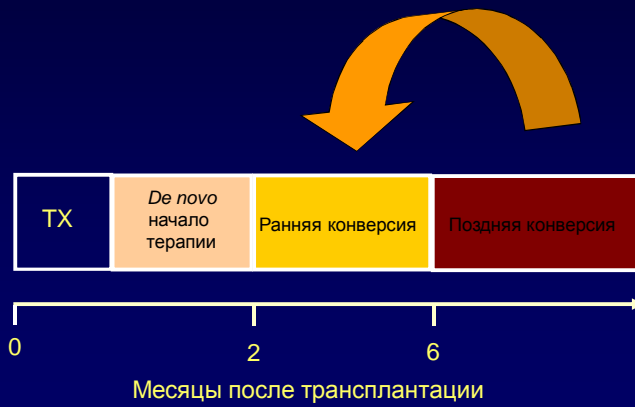 TX
De novo
начало
терапии
Ранняя конверсия
Поздняя конверсия
0
2
6
Месяцы после трансплантации